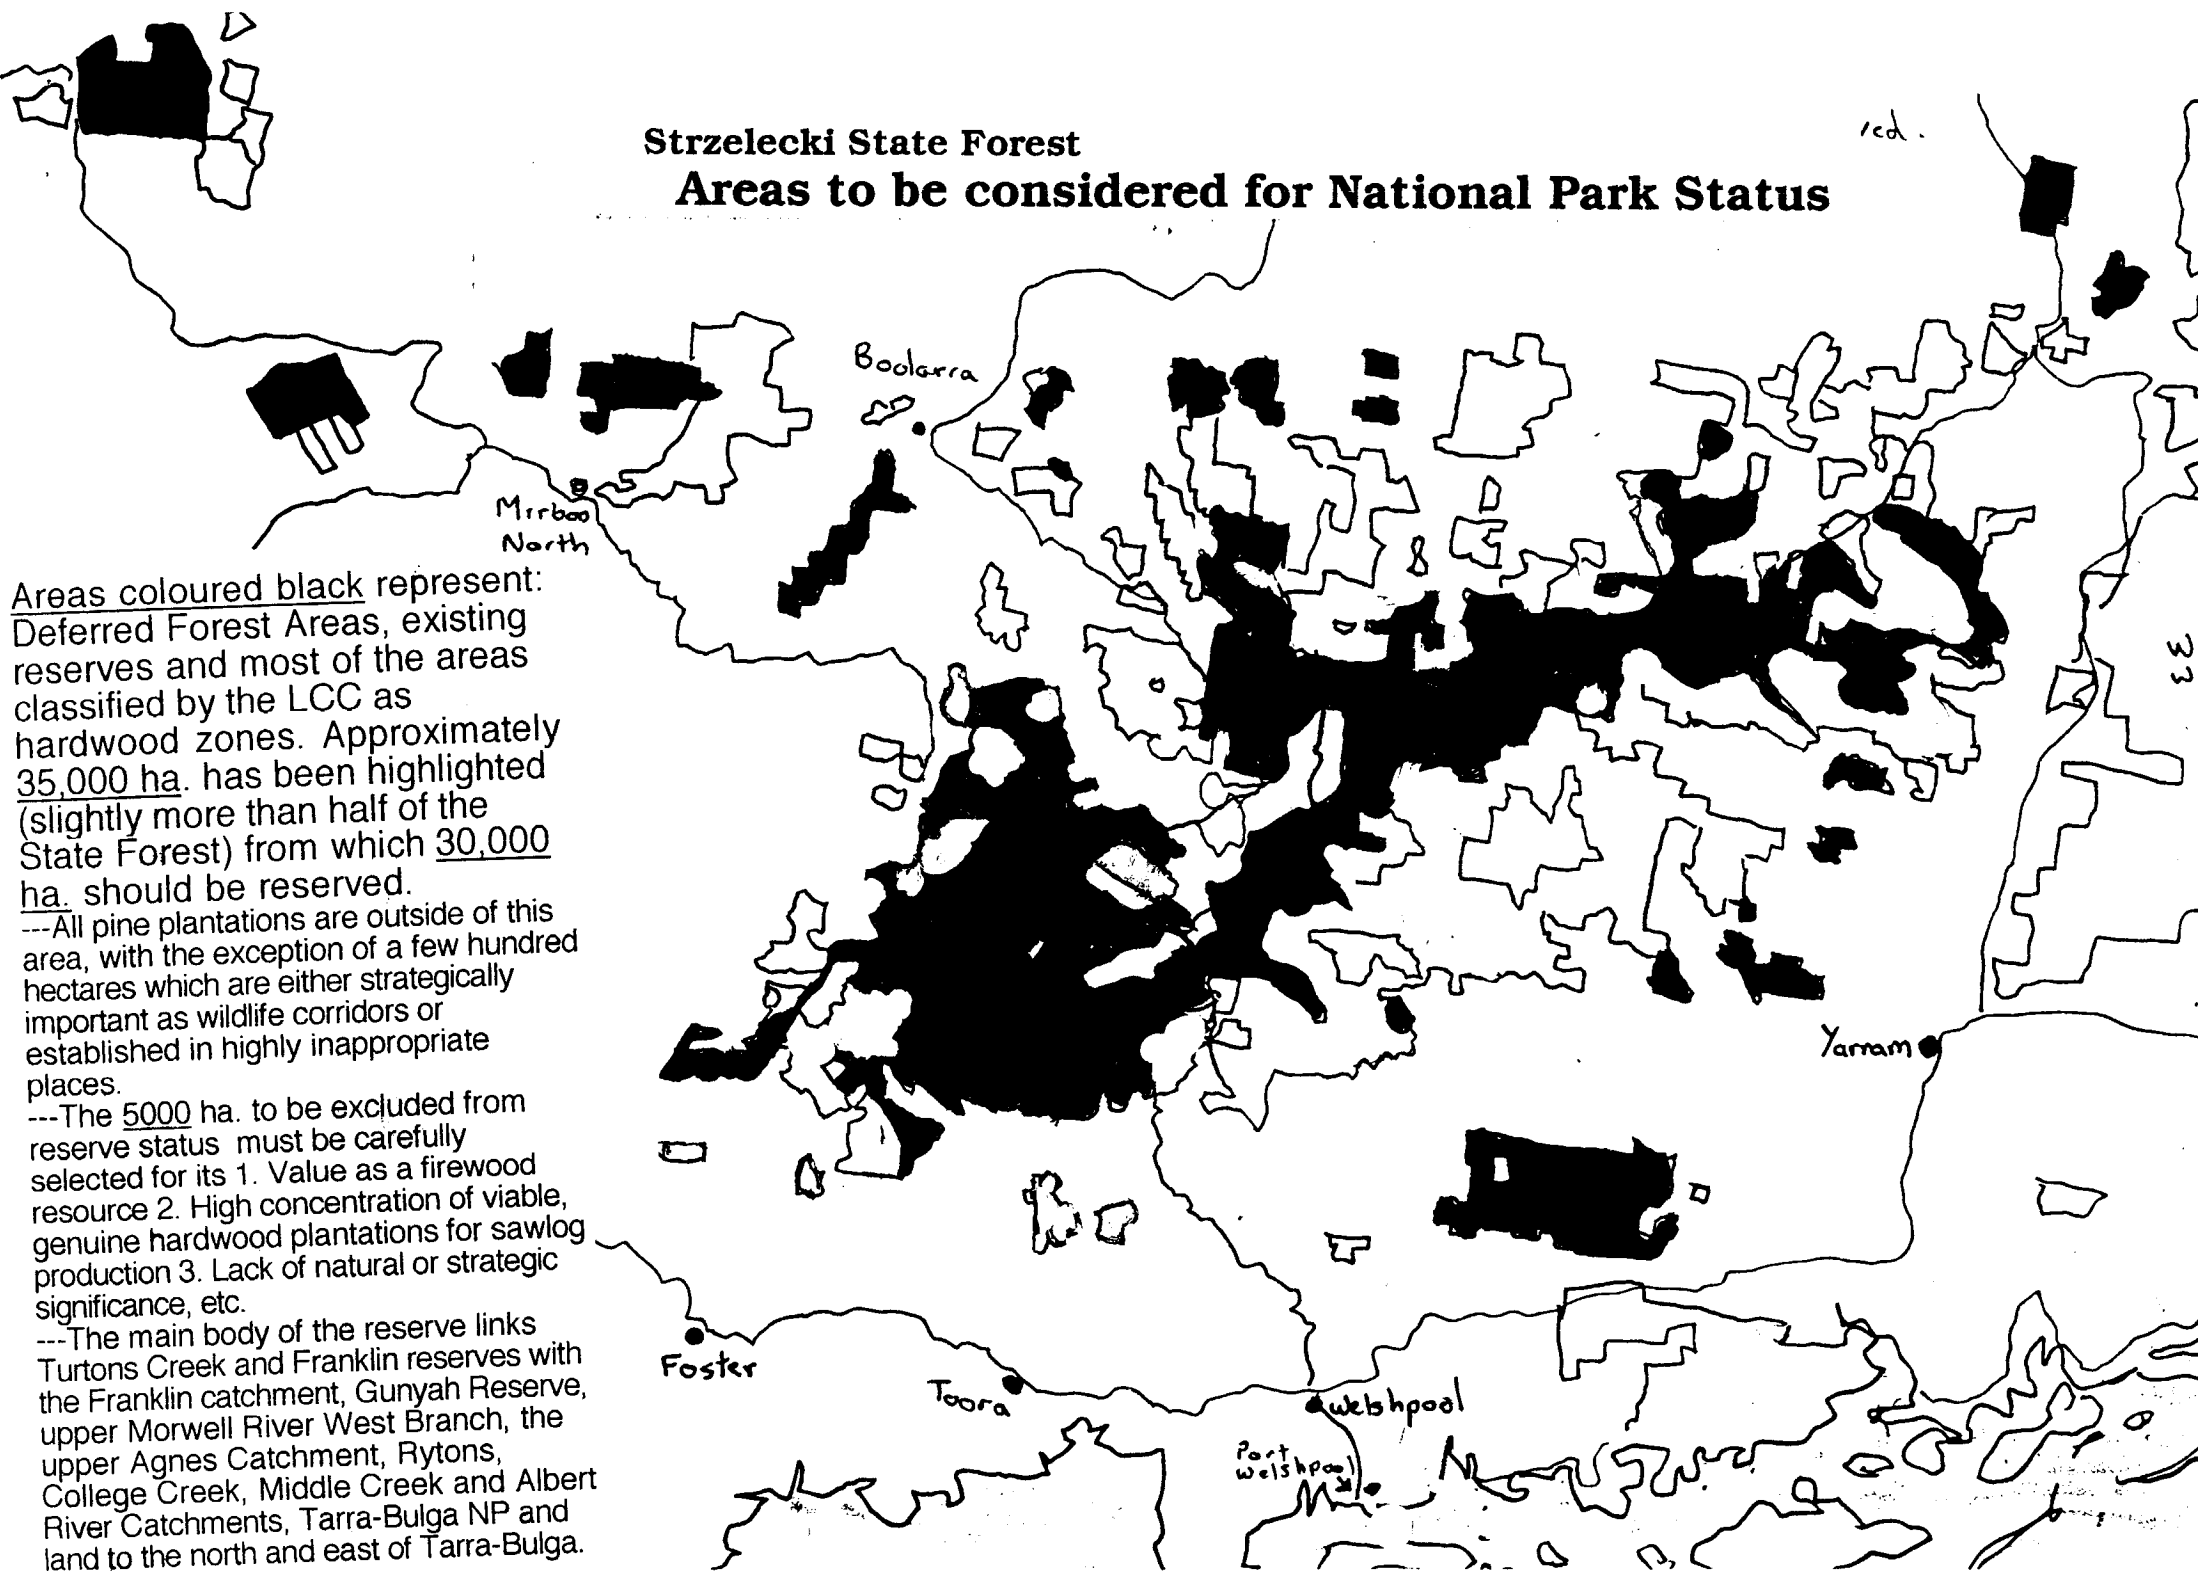 Strzelecki State Forest
Areas to be considered for National Park Status
red.
Boolarra
Mirboo
North
Areas coloured black represent:
Deferred Forest Areas, existing
reserves and most of the areas
classified by the LCC as
hardwood zones. Approximately
35,000 ha. has been highlighted
(slightly more than half of the
State Forest) from which 30,000
ha. should be reserved.
---All pine plantations are outside of this
area, with the exception of a few hundred
hectares which are either strategically
important as wildlife corridors or
established in highly inappropriate
places.
---The 5000 ha. to be excluded from
reserve status must be carefully
selected for its 1. Value as a firewood
resource 2. High concentration of viable,
genuine hardwood plantations for sawlog
production 3. Lack of natural or strategic
significance, etc.
---The main body of the reserve links
Turtons Creek and Franklin reserves with
the Franklin catchment, Gunyah Reserve,
upper Morwell River West Branch, the
upper Agnes Catchment, Rytons,
College Creek, Middle Creek and Albert
River Catchments, Tarra-Bulga NP and
land to the north and east of Tarra-Bulga.
33
Yarram
Foster
Toora
Welshpool
Port
Welshpool